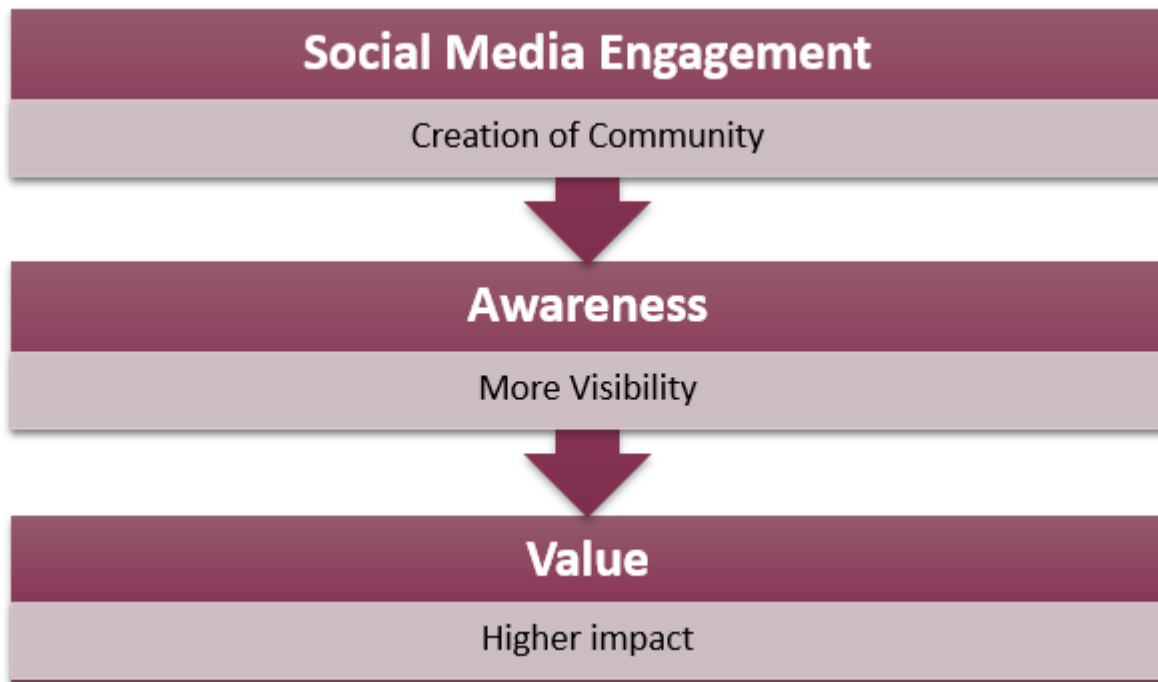 Social Media Engagement
Creation of Community
Awareness
More Visibility
Value
Higher impact